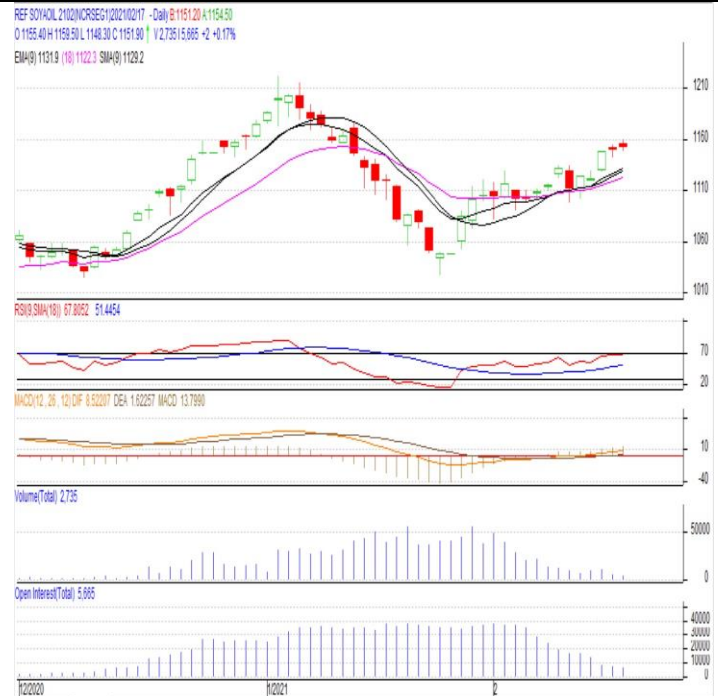 REF SOYAOIL 2102(NCRSEG1)2021/02/17 - Daily B:1151.20 A:1154.50
O 1155.40 H 1159.50 L 1148.30 C 1151.90 ↑ V 2,735 I 5,665 +2 +0.17%
EMA(9) 1131.9 (18) 1122.3 SMA(9) 1129.2
1210
1160
1110
1060
1010
RSI(9,SMA(18)) 67.8052 51.4454
70
20
MACD(12 , 26 , 12) DIF 8.52207 DEA 1.62257 MACD 13.7990
10
-40
Volume(Total) 2,735
50000
0
Open Interest(Total) 5,665
40000
30000
20000
10000
0
12/2020 1/2021 2